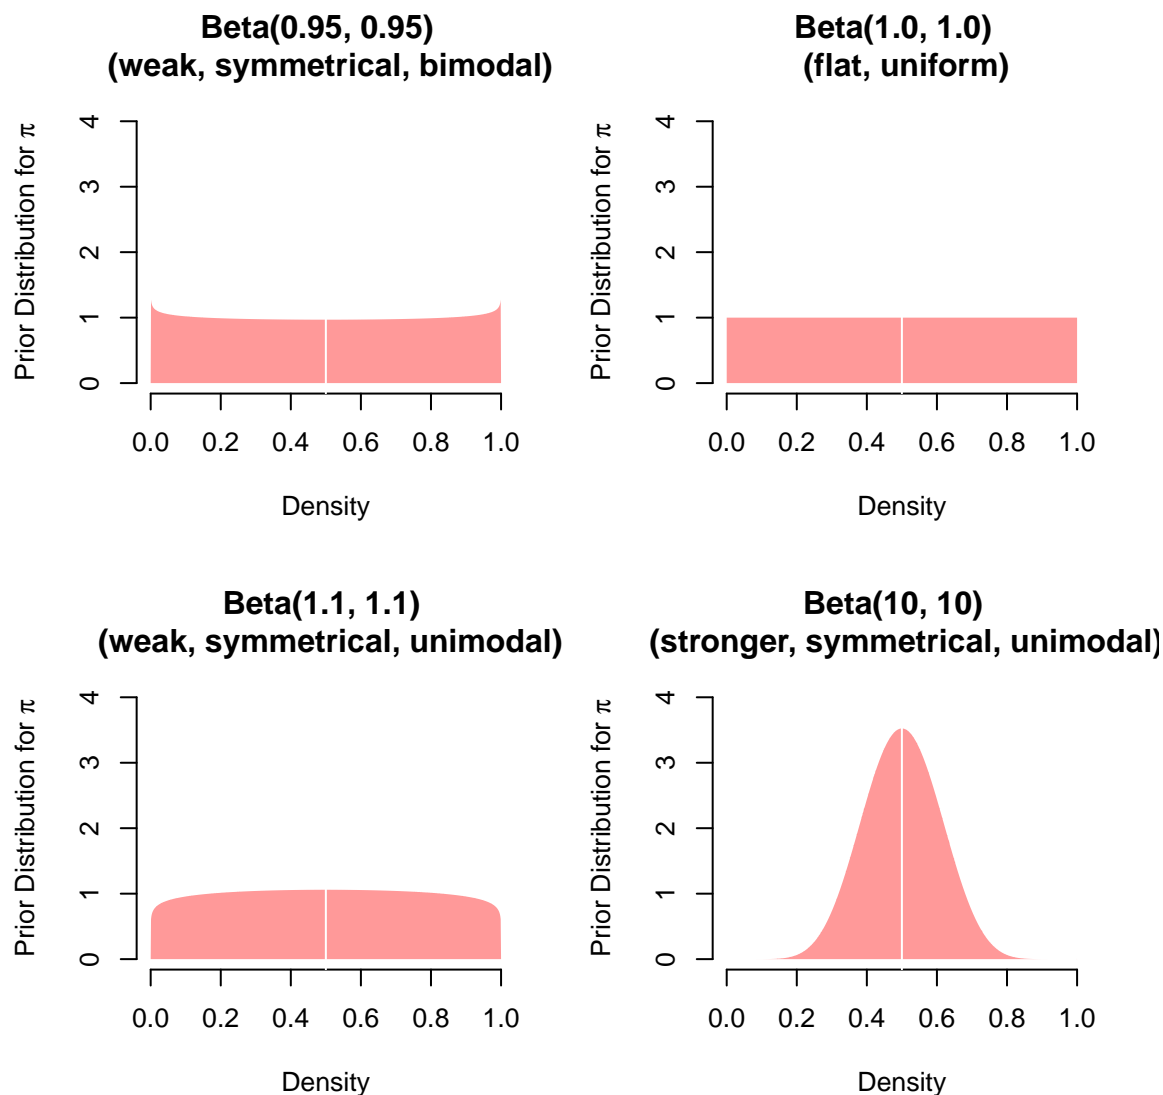 Beta(0.95, 0.95)
(weak, symmetrical, bimodal)
Prior Distribution for π
4
3
2
1
0
0.0 0.2 0.4 0.6 0.8 1.0
Density
Beta(1.0, 1.0)
(flat, uniform)
Prior Distribution for π
4
3
2
1
0
0.0 0.2 0.4 0.6 0.8 1.0
Density
Beta(1.1, 1.1)
(weak, symmetrical, unimodal)
Prior Distribution for π
4
3
2
1
0
0.0 0.2 0.4 0.6 0.8 1.0
Density
Beta(10, 10)
(stronger, symmetrical, unimodal)
Prior Distribution for π
4
3
2
1
0
0.0 0.2 0.4 0.6 0.8 1.0
Density